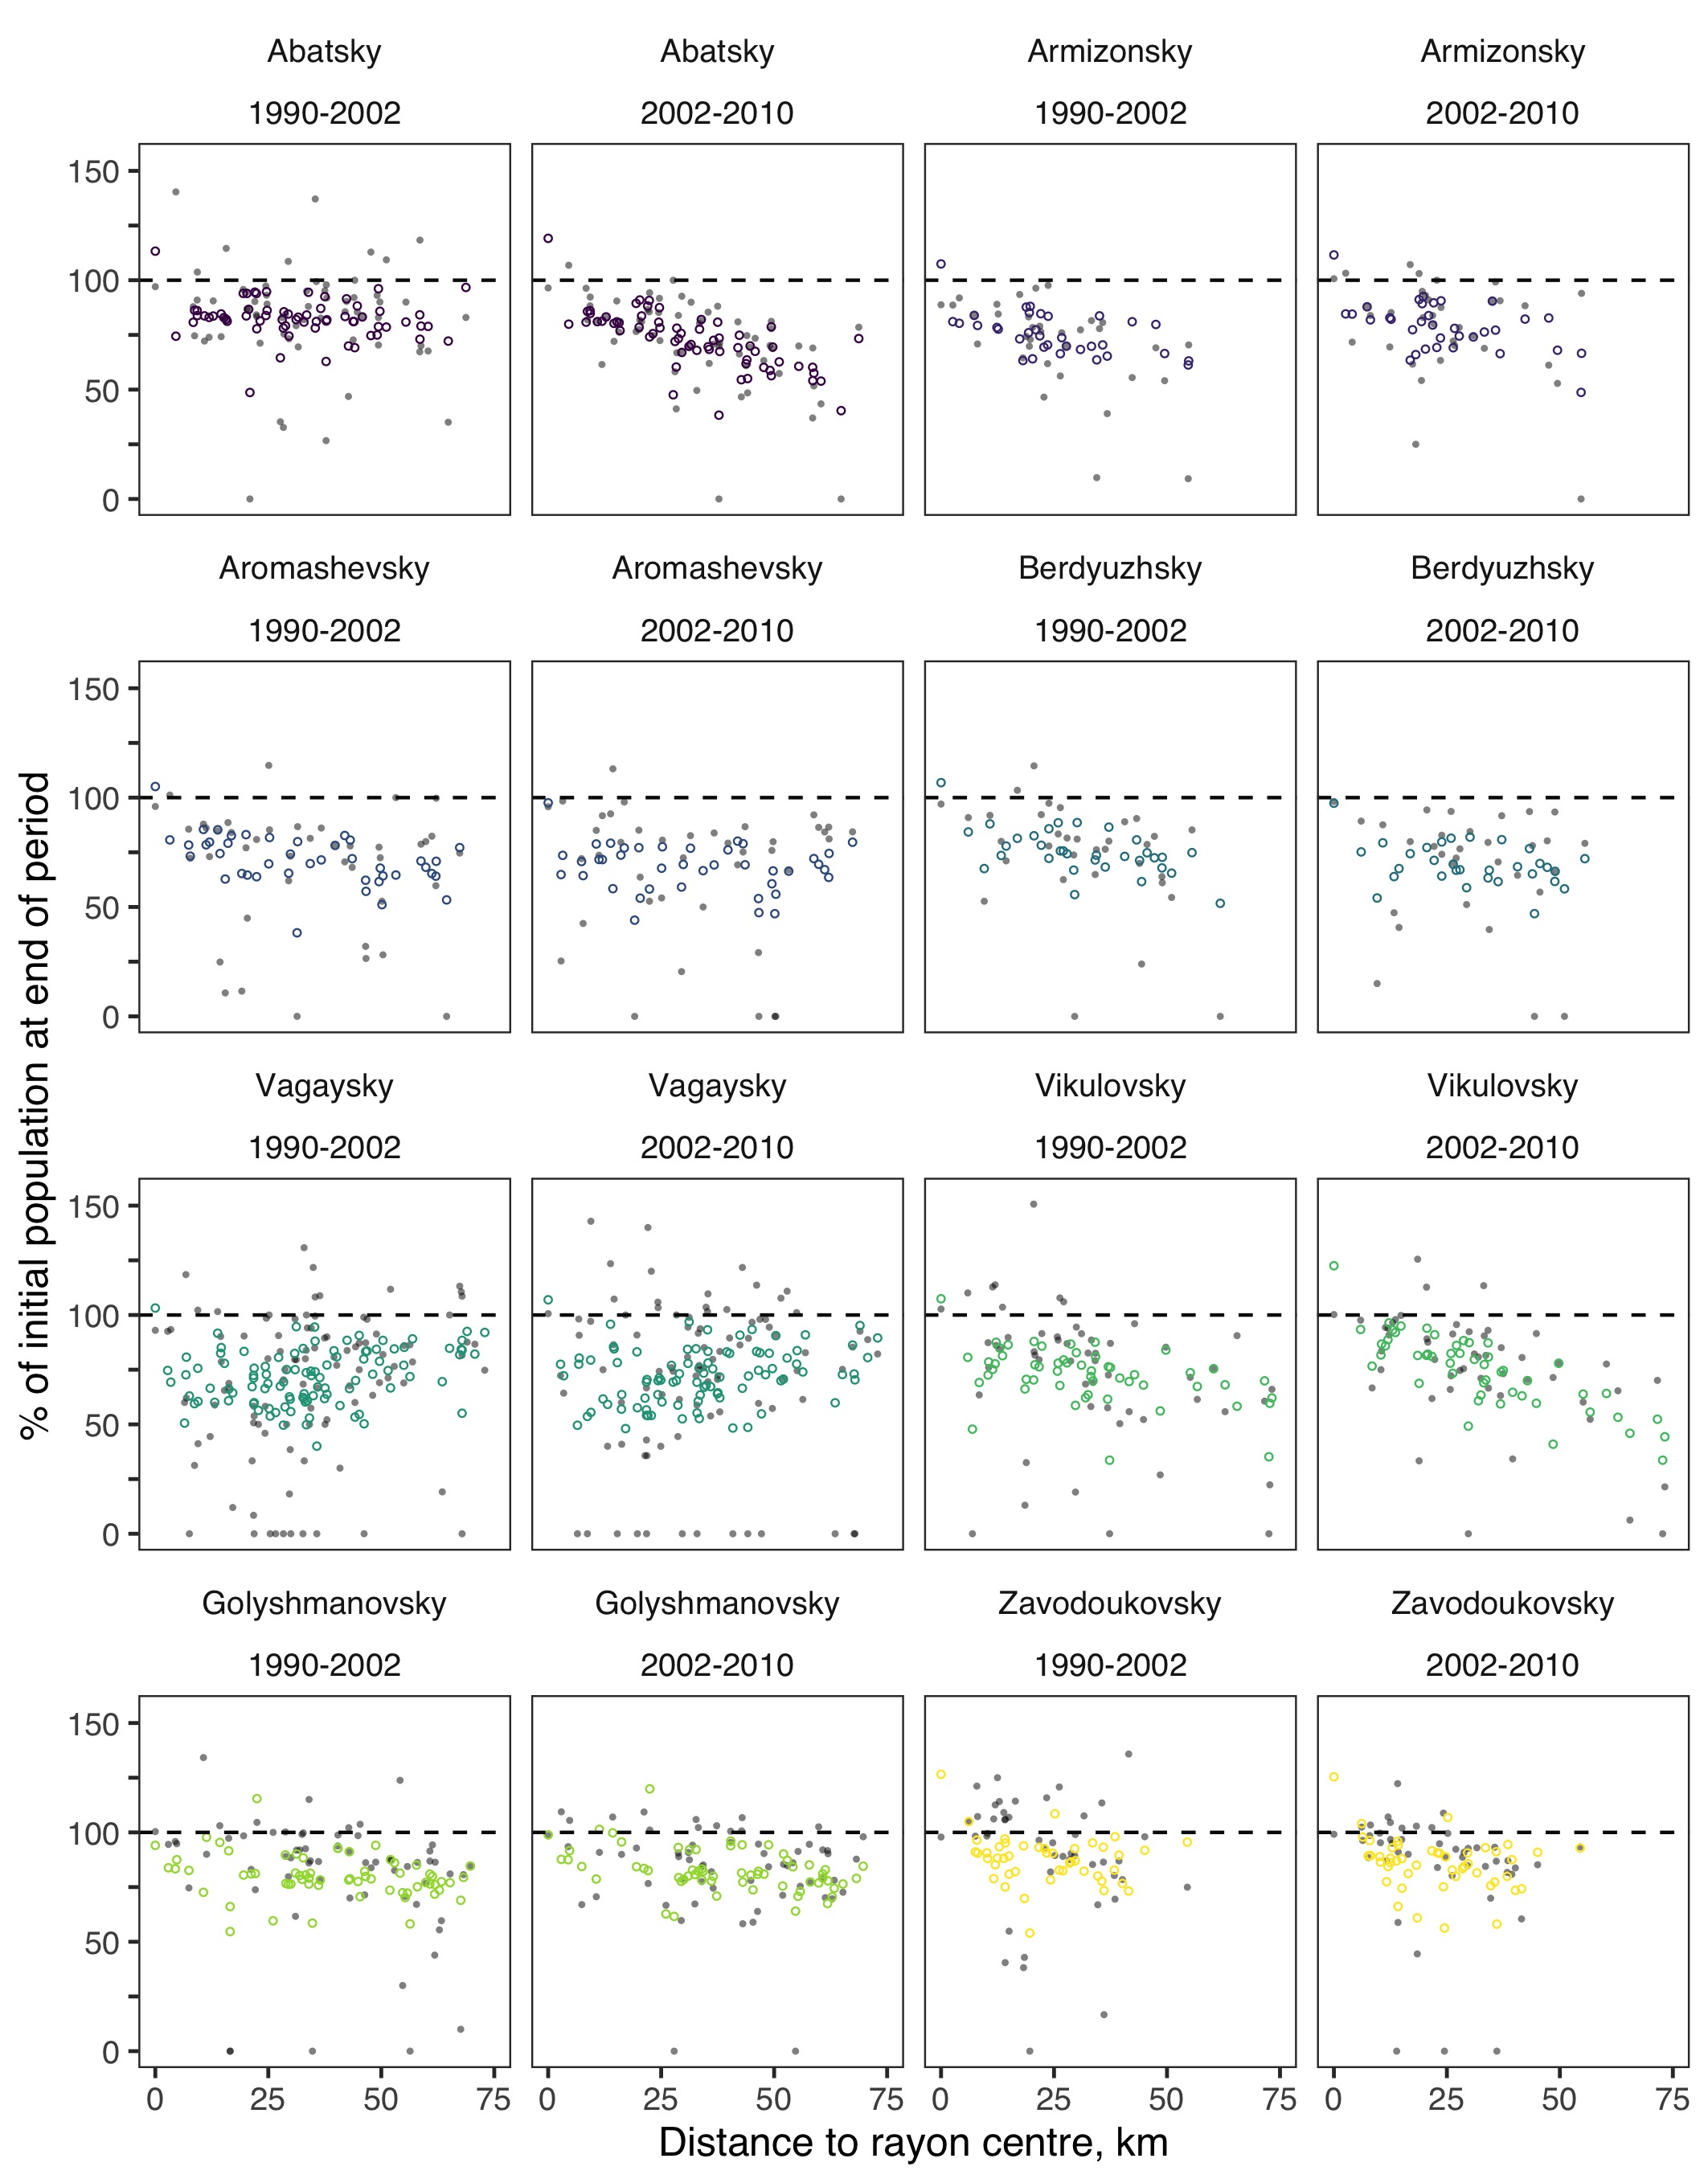 Abatsky Abatsky Armizonsky Armizonsky
1990-2002 2002-2010 1990-2002 2002-2010
150
100
50
0
Aromashevsky Aromashevsky Berdyuzhsky Berdyuzhsky
1990-2002 2002-2010 1990-2002 2002-2010
150
100
50
0
Vagaysky Vagaysky Vikulovsky Vikulovsky
1990-2002 2002-2010 1990-2002 2002-2010
150
100
50
0
Golyshmanovsky Golyshmanovsky Zavodoukovsky Zavodoukovsky
1990-2002 2002-2010 1990-2002 2002-2010
150
100
50
0
0 25 50 75 0 25 50 75 0 25 50 75 0 25 50 75
Distance to rayon centre, km
% of initial population at end of period